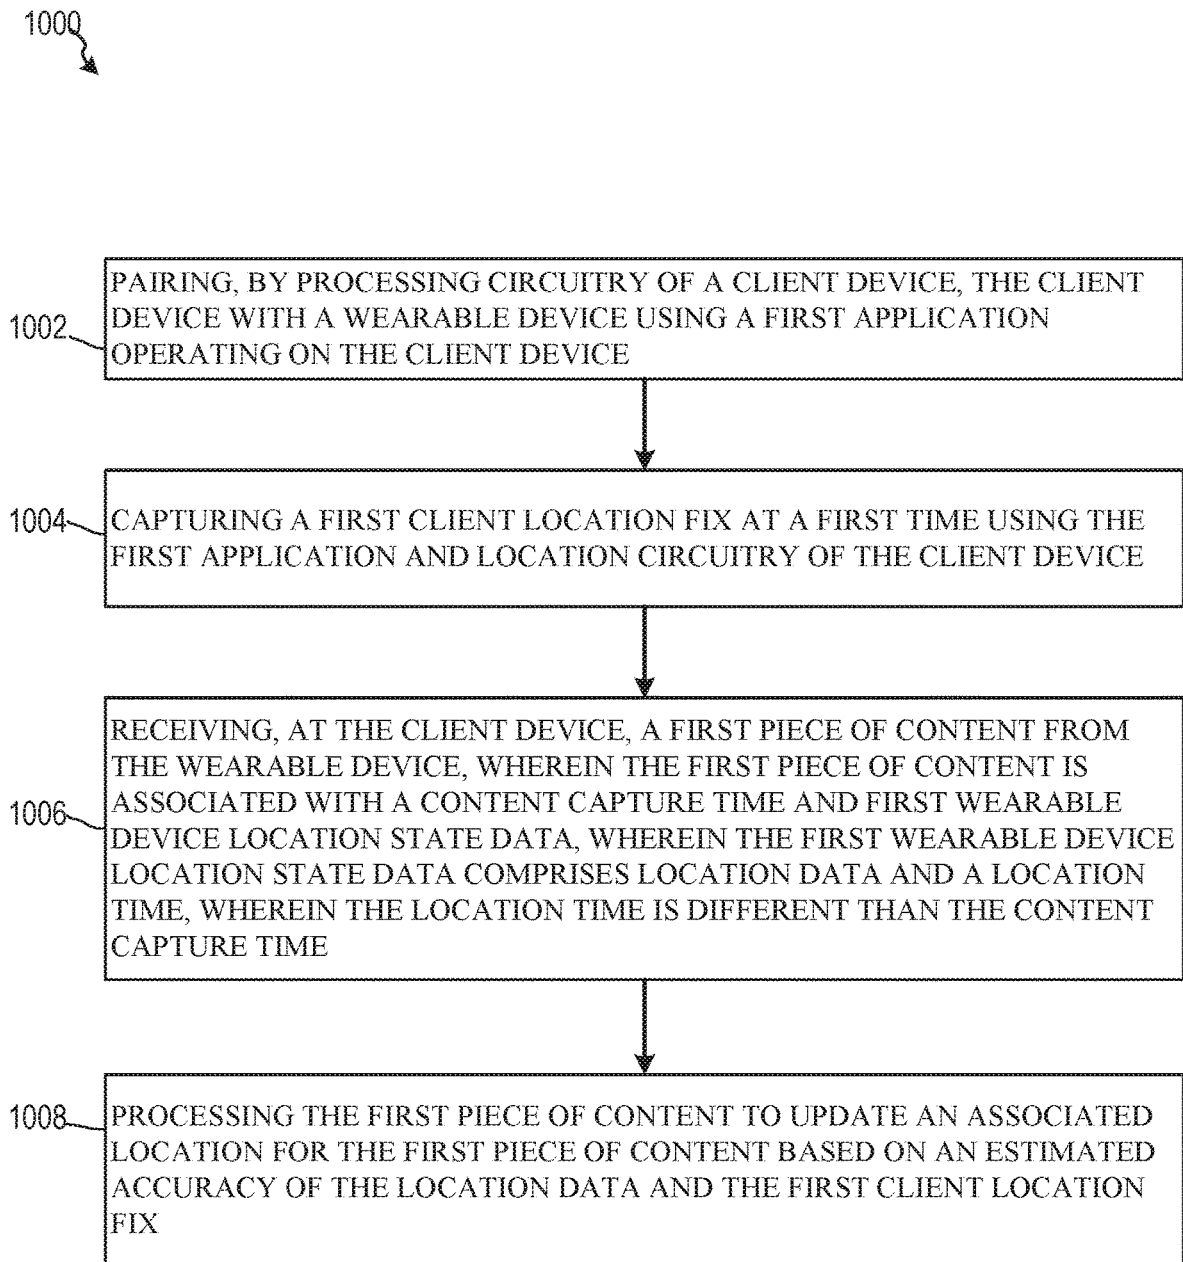 1000
PAIRING, BY PROCESSING CIRCUITRY OF A CLIENT DEVICE, THE CLIENT
DEVICE WITH A WEARABLE DEVICE USING A FIRST APPLICATION
OPERATING ON THE CLIENT DEVICE
1002
CAPTURING A FIRST CLIENT LOCATION FIX AT A FIRST TIME USING THE
FIRST APPLICATION AND LOCATION CIRCUITRY OF THE CLIENT DEVICE
1004
RECEIVING, AT THE CLIENT DEVICE, A FIRST PIECE OF CONTENT FROM
THE WEARABLE DEVICE, WHEREIN THE FIRST PIECE OF CONTENT IS
ASSOCIATED WITH A CONTENT CAPTURE TIME AND FIRST WEARABLE
DEVICE LOCATION STATE DATA, WHEREIN THE FIRST WEARABLE DEVICE
LOCATION STATE DATA COMPRISES LOCATION DATA AND A LOCATION
TIME, WHEREIN THE LOCATION TIME IS DIFFERENT THAN THE CONTENT
CAPTURE TIME
1006
PROCESSING THE FIRST PIECE OF CONTENT TO UPDATE AN ASSOCIATED
LOCATION FOR THE FIRST PIECE OF CONTENT BASED ON AN ESTIMATED
ACCURACY OF THE LOCATION DATA AND THE FIRST CLIENT LOCATION
FIX
1008